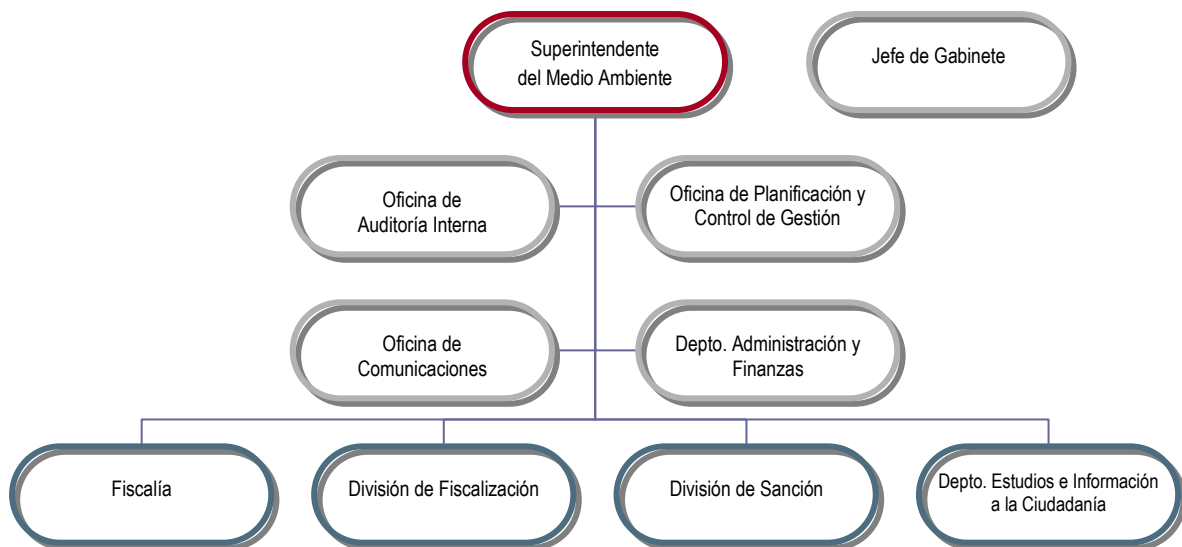 Superintendente
del Medio Ambiente
Jefe de Gabinete
Oficina de
Auditoría Interna
Oficina de Planificación y
Control de Gestión
Oficina de
Comunicaciones
Depto. Administración y
Finanzas
Fiscalía
División de Fiscalización
División de Sanción
Depto. Estudios e Información
a la Ciudadanía